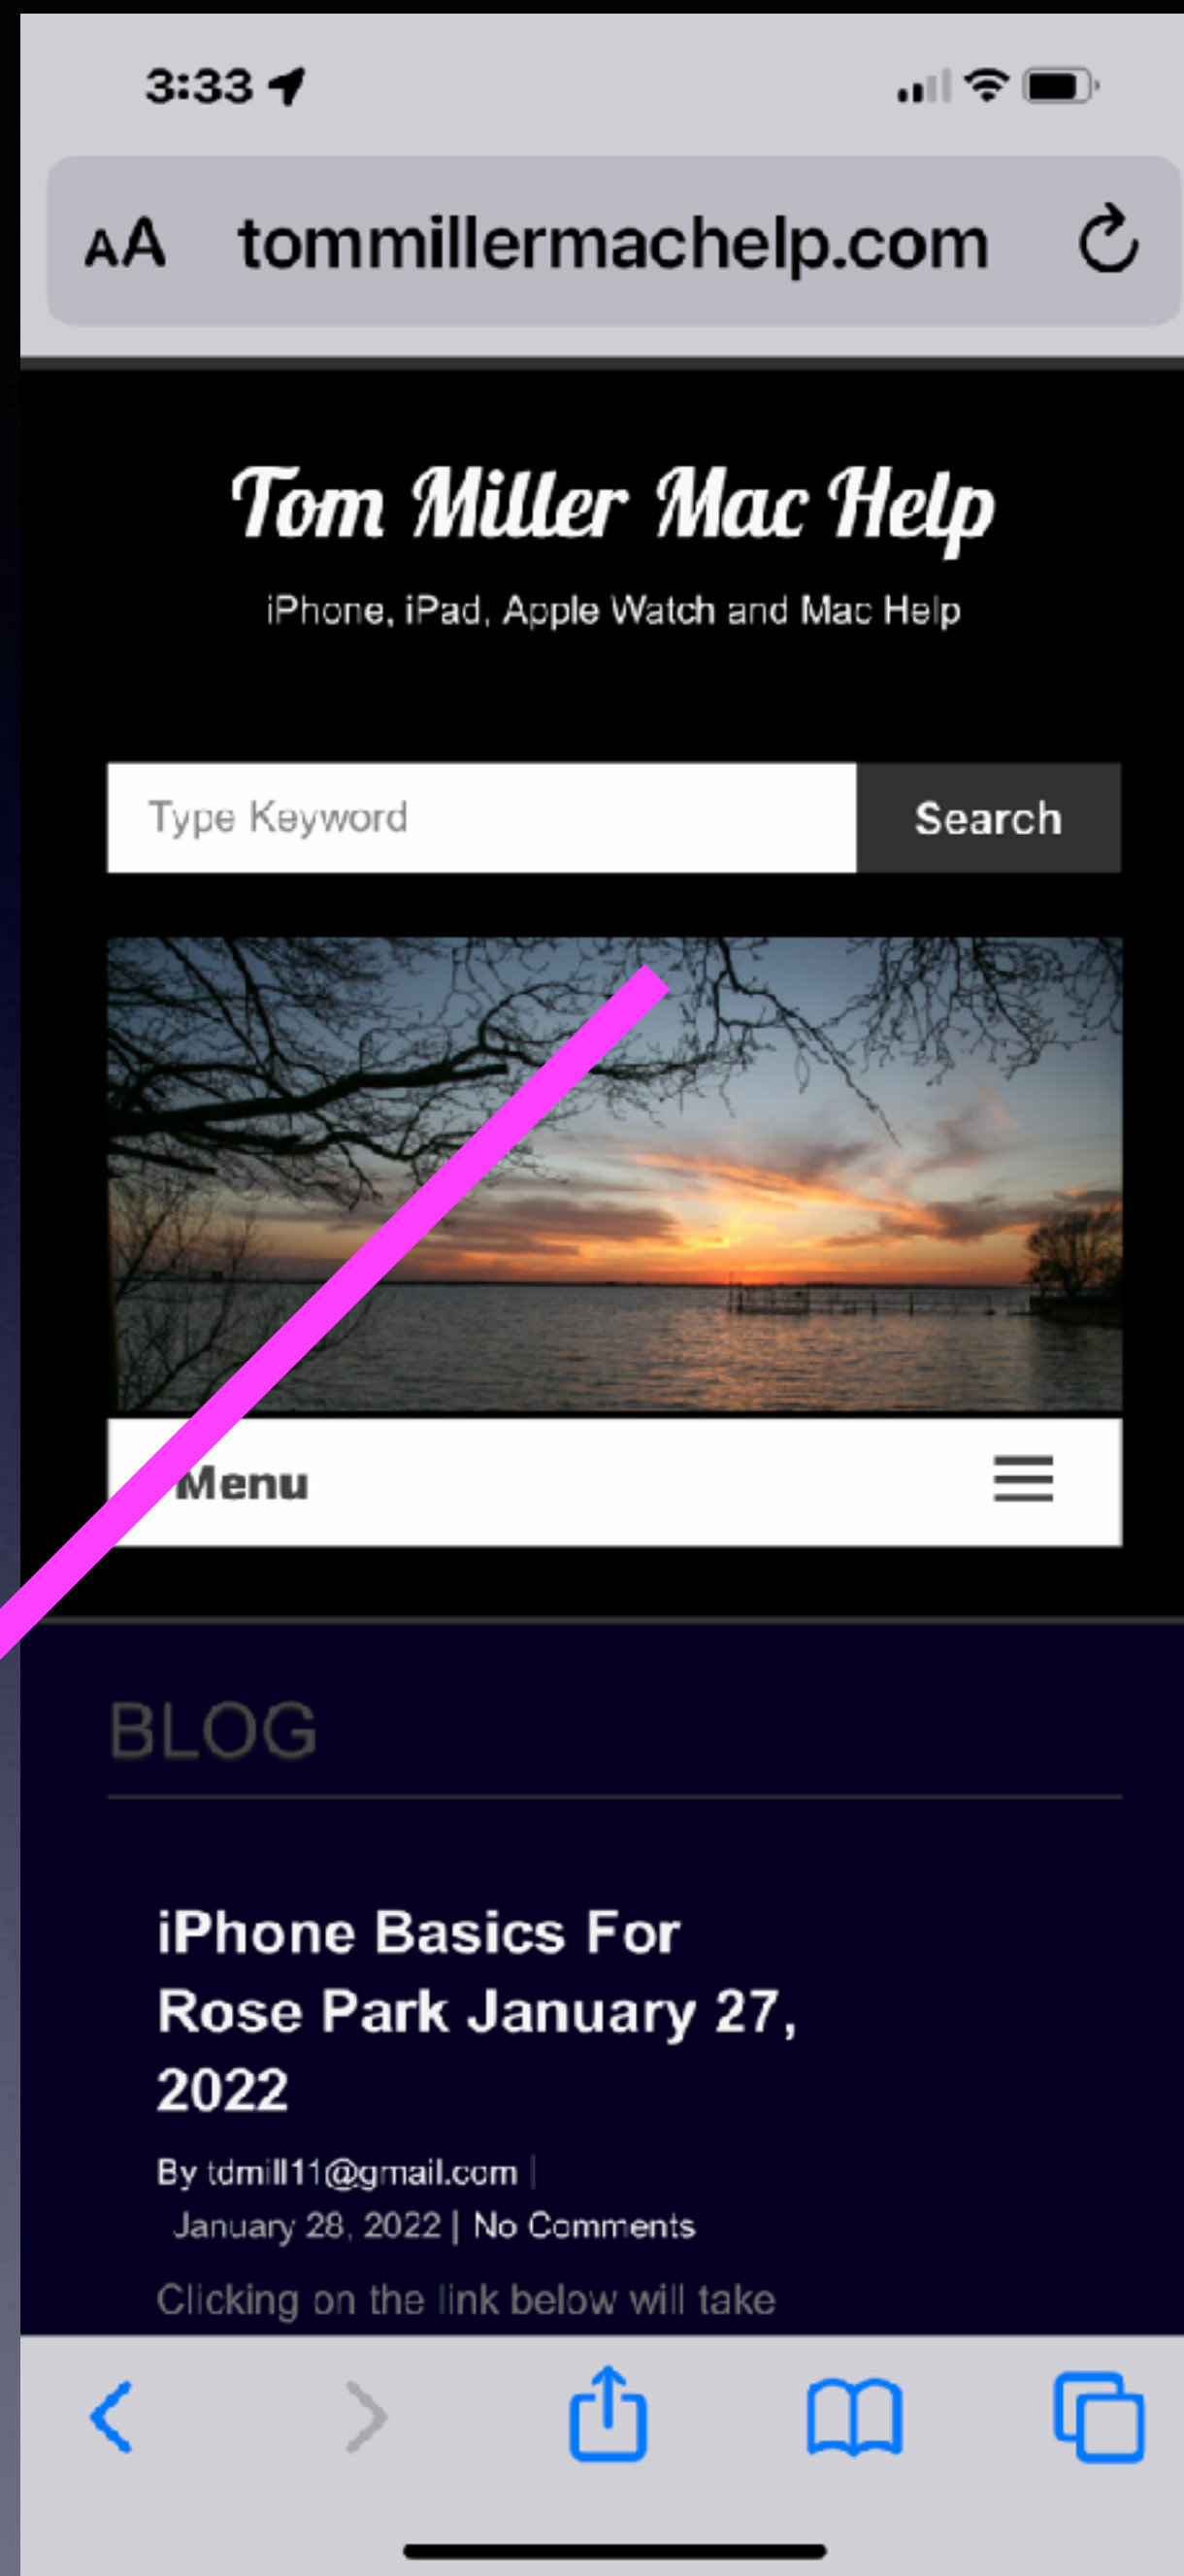 3:33
AA tommillermachelp.com
Tom Miller Mac Help
iPhone, iPad, Apple Watch and Mac Help
Type Keyword Search
Menu
BLOG
iPhone Basics For
Rose Park January 27,
2022
By tdmill11@gmail.com |
January 28, 2022 | No Comments
Clicking on the link below will take